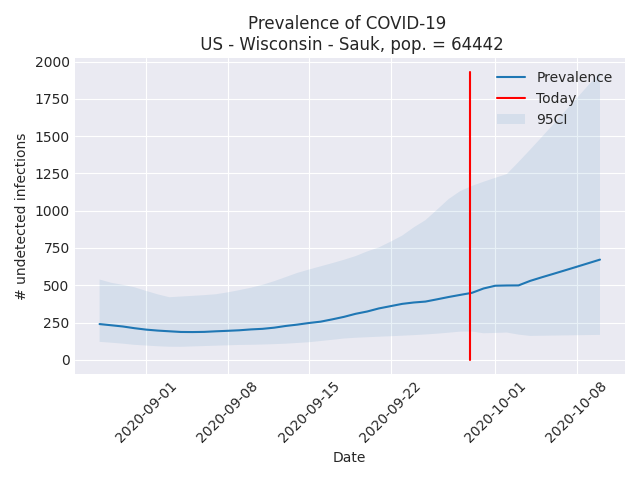 Prevalence of COVID-19
US - Wisconsin - Sauk, pop. = 64442
2000
1750
1500
1250
1000
750
500
250
0
# undetected infections
Prevalence
Today
95CI
2020-09-01
2020-09-08
2020-09-15
2020-09-22
2020-10-01
2020-10-08
Date